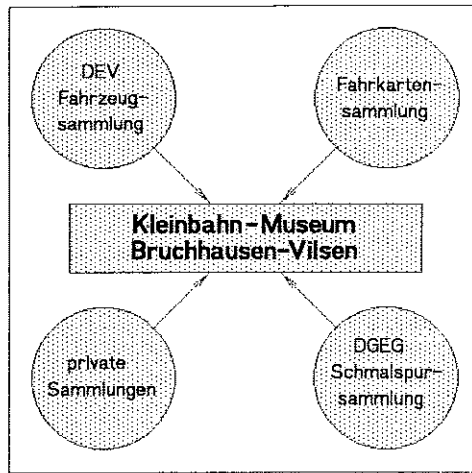 DEV
Fahrzeug-
sammlung
Fahrkarten-
sammlung
Kleinbahn-Museum
Bruchhausen-Vilsen
private
Sammlungen
DGEG
Schmalspur-
sammlung